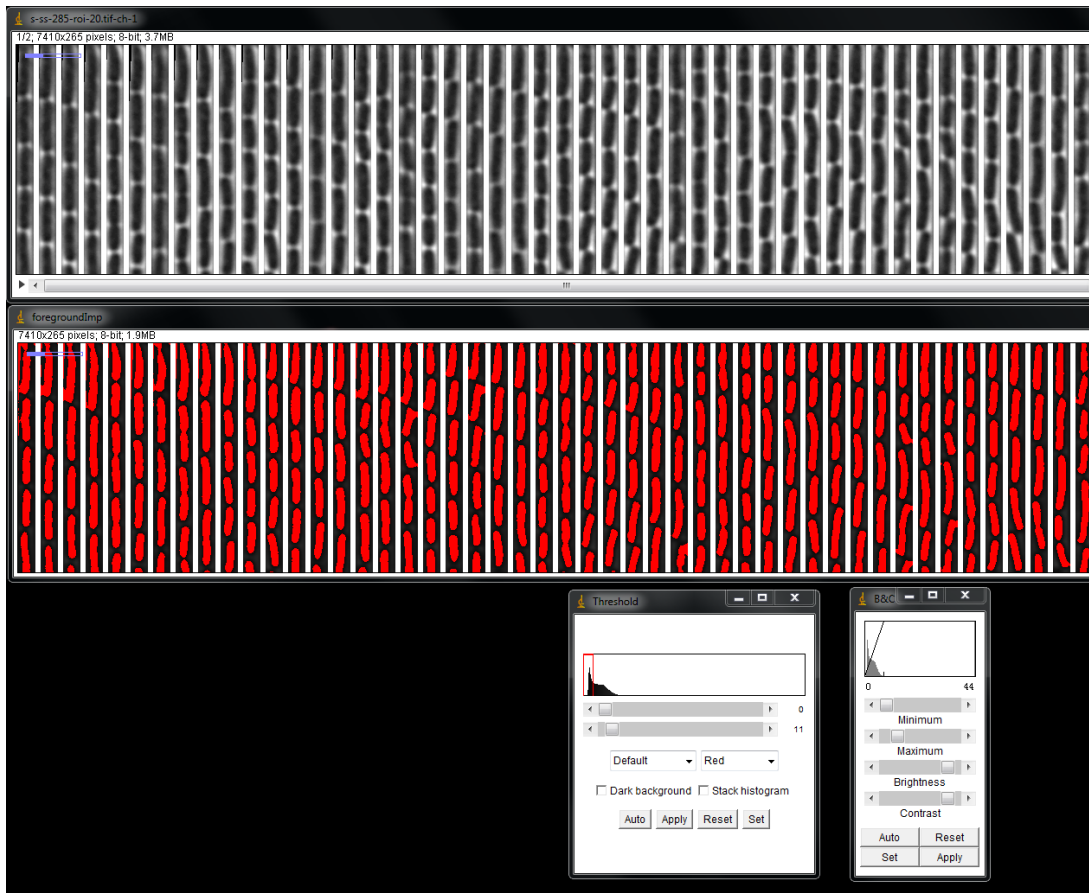 s-ss-285-roi-20.tif-ch-1
1/2; 7410x265 pixels; 8-bit; 3.7MB
foregroundImp
7410x265 pixels; 8-bit; 1.9MB
Threshold
0
11
Default Red
Dark background Stack histogram
Auto Apply Reset Set
B&C
0 44
Minimum
Maximum
Brightness
Contrast
Auto Reset
Set Apply